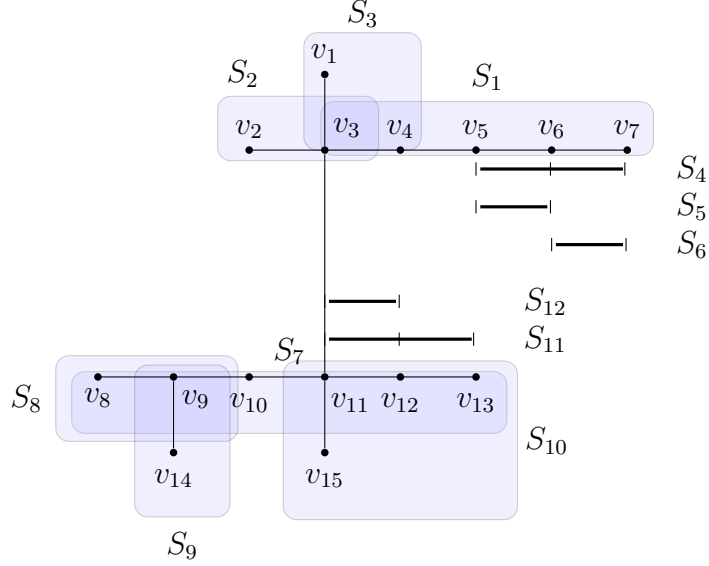 S₃
v₁
S₂
S₁
v₂ v₃ v₄ v₅ v₆ v₇
S₄
S₅
S₆
S₁₂
S₁₁
S₇
S₈
v₈ v₉ v₁₀ v₁₁ v₁₂ v₁₃
S₁₀
v₁₄ v₁₅
S₉